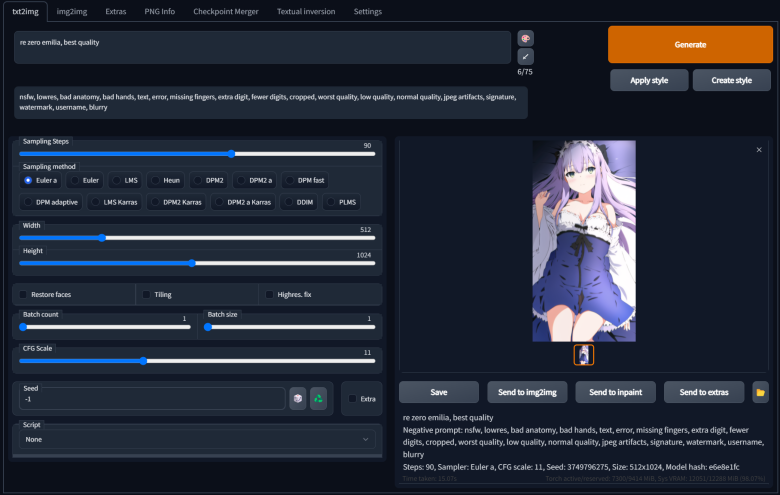 txt2img img2img Extras PNG Info Checkpoint Merger Textual inversion Settings
re zero emilia, best quality
6/75
Generate
Apply style Create style
nsfw, lowres, bad anatomy, bad hands, text, error, missing fingers, extra digit, fewer digits, cropped, worst quality, low quality, normal quality, jpeg artifacts, signature,
watermark, username, blurry
Sampling Steps 90
Sampling method
Euler a Euler LMS Heun DPM2 DPM2 a DPM fast
DPM adaptive LMS Karras DPM2 Karras DPM2 a Karras DDIM PLMS
Width 512
Height 1024
Restore faces Tiling Highres. fix
Batch count 1 Batch size 1
CFG Scale 11
Seed
-1
Extra
Script
None
Save Send to img2img Send to inpaint Send to extras
re zero emilia, best quality
Negative prompt: nsfw, lowres, bad anatomy, bad hands, text, error, missing fingers, extra digit, fewer
digits, cropped, worst quality, low quality, normal quality, jpeg artifacts, signature, watermark, username,
blurry
Steps: 90, Sampler: Euler a, CFG scale: 11, Seed: 3749796275, Size: 512x1024, Model hash: e6e8e1fc
Time taken: 15.07s Torch active/reserved: